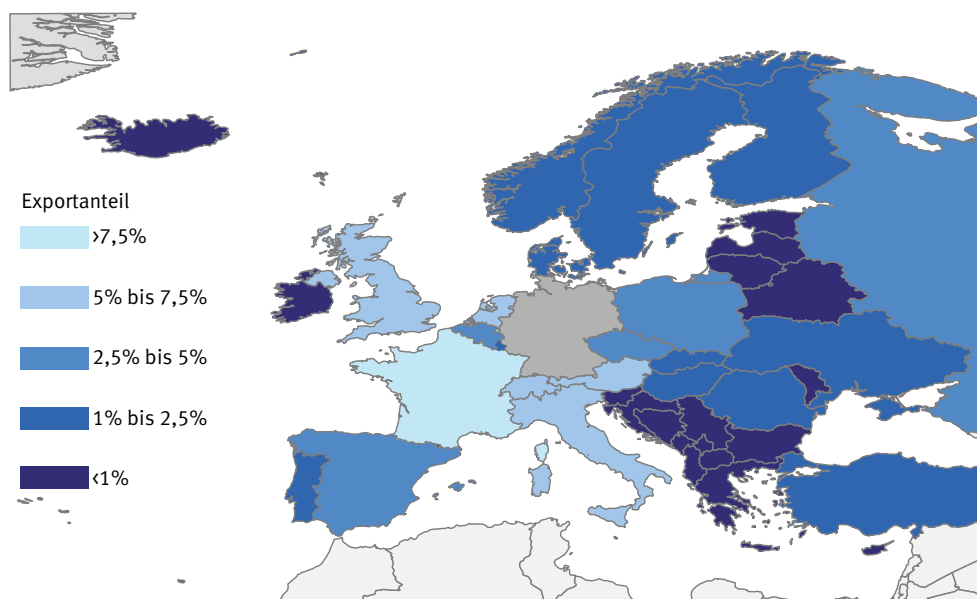 Exportanteil
>7,5%
5% bis 7,5%
2,5% bis 5%
1% bis 2,5%
<1%